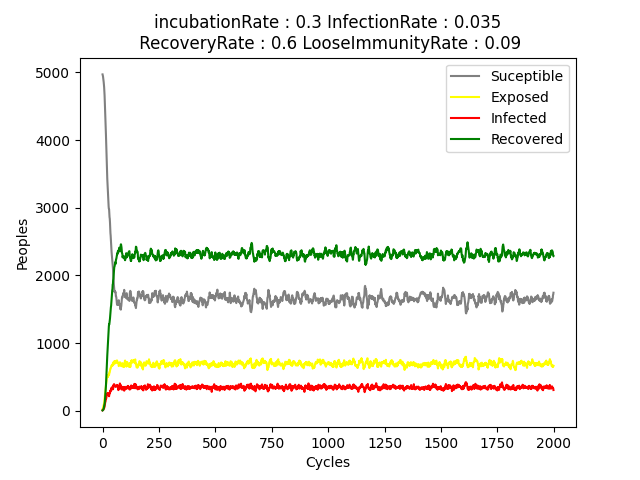 incubationRate : 0.3 InfectionRate : 0.035
RecoveryRate : 0.6 LooseImmunityRate : 0.09
5000
4000
3000
2000
1000
0
Peoples
Suceptible
Exposed
Infected
Recovered
0 250 500 750 1000 1250 1500 1750 2000
Cycles